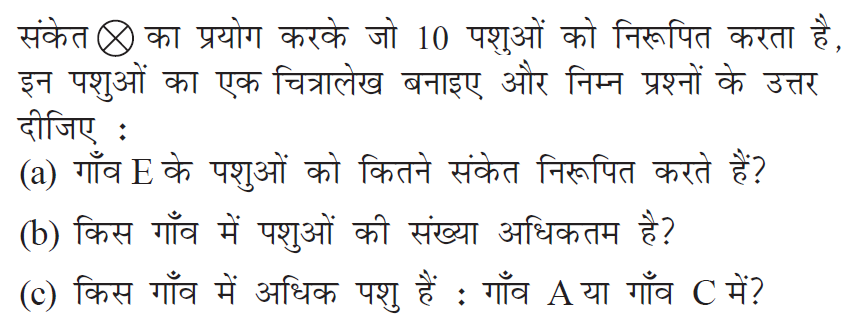 संकेत ⊗ का प्रयोग करके जो 10 पशुओं को निरूपित करता है,
इन पशुओं का एक चित्रालेख बनाइए और निम्न प्रश्नों के उत्तर
दीजिए :
(a) गाँव E के पशुओं को कितने संकेत निरूपित करते हैं?
(b) किस गाँव में पशुओं की संख्या अधिकतम है?
(c) किस गाँव में अधिक पशु हैं : गाँव A या गाँव C में?